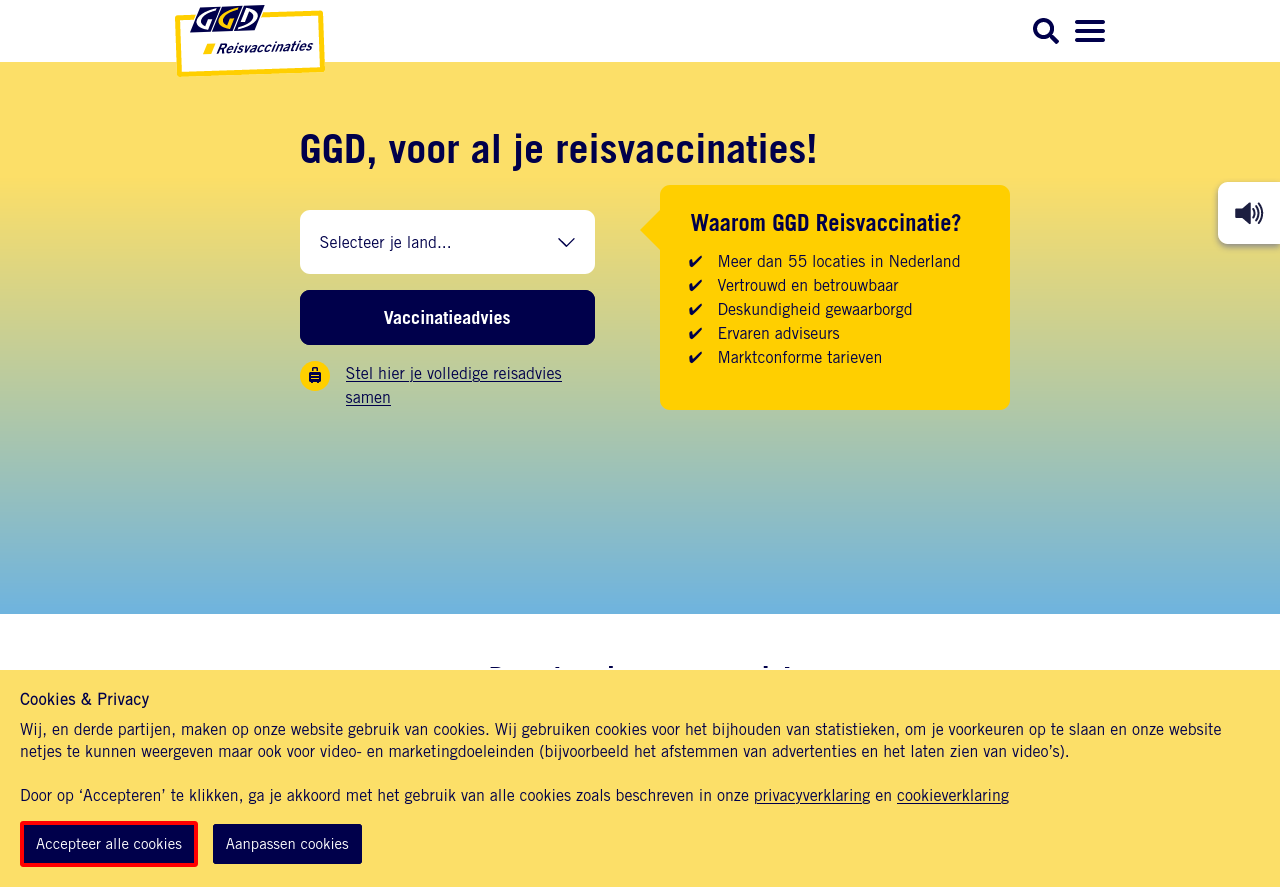 GGD
Reisvaccinaties
GGD, voor al je reisvaccinaties!
Selecteer je land...
Vaccinatieadvies
Stel hier je volledige reisadvies
samen
Waarom GGD Reisvaccinatie?
✔ Meer dan 55 locaties in Nederland
✔ Vertrouwd en betrouwbaar
✔ Deskundigheid gewaarborgd
✔ Ervaren adviseurs
✔ Marktconforme tarieven
Cookies & Privacy
Wij, en derde partijen, maken op onze website gebruik van cookies. Wij gebruiken cookies voor het bijhouden van statistieken, om je voorkeuren op te slaan en onze website
netjes te kunnen weergeven maar ook voor video- en marketingdoeleinden (bijvoorbeeld het afstemmen van advertenties en het laten zien van video’s).
Door op ‘Accepteren’ te klikken, ga je akkoord met het gebruik van alle cookies zoals beschreven in onze privacyverklaring en cookieverklaring
Accepteer alle cookies
Aanpassen cookies